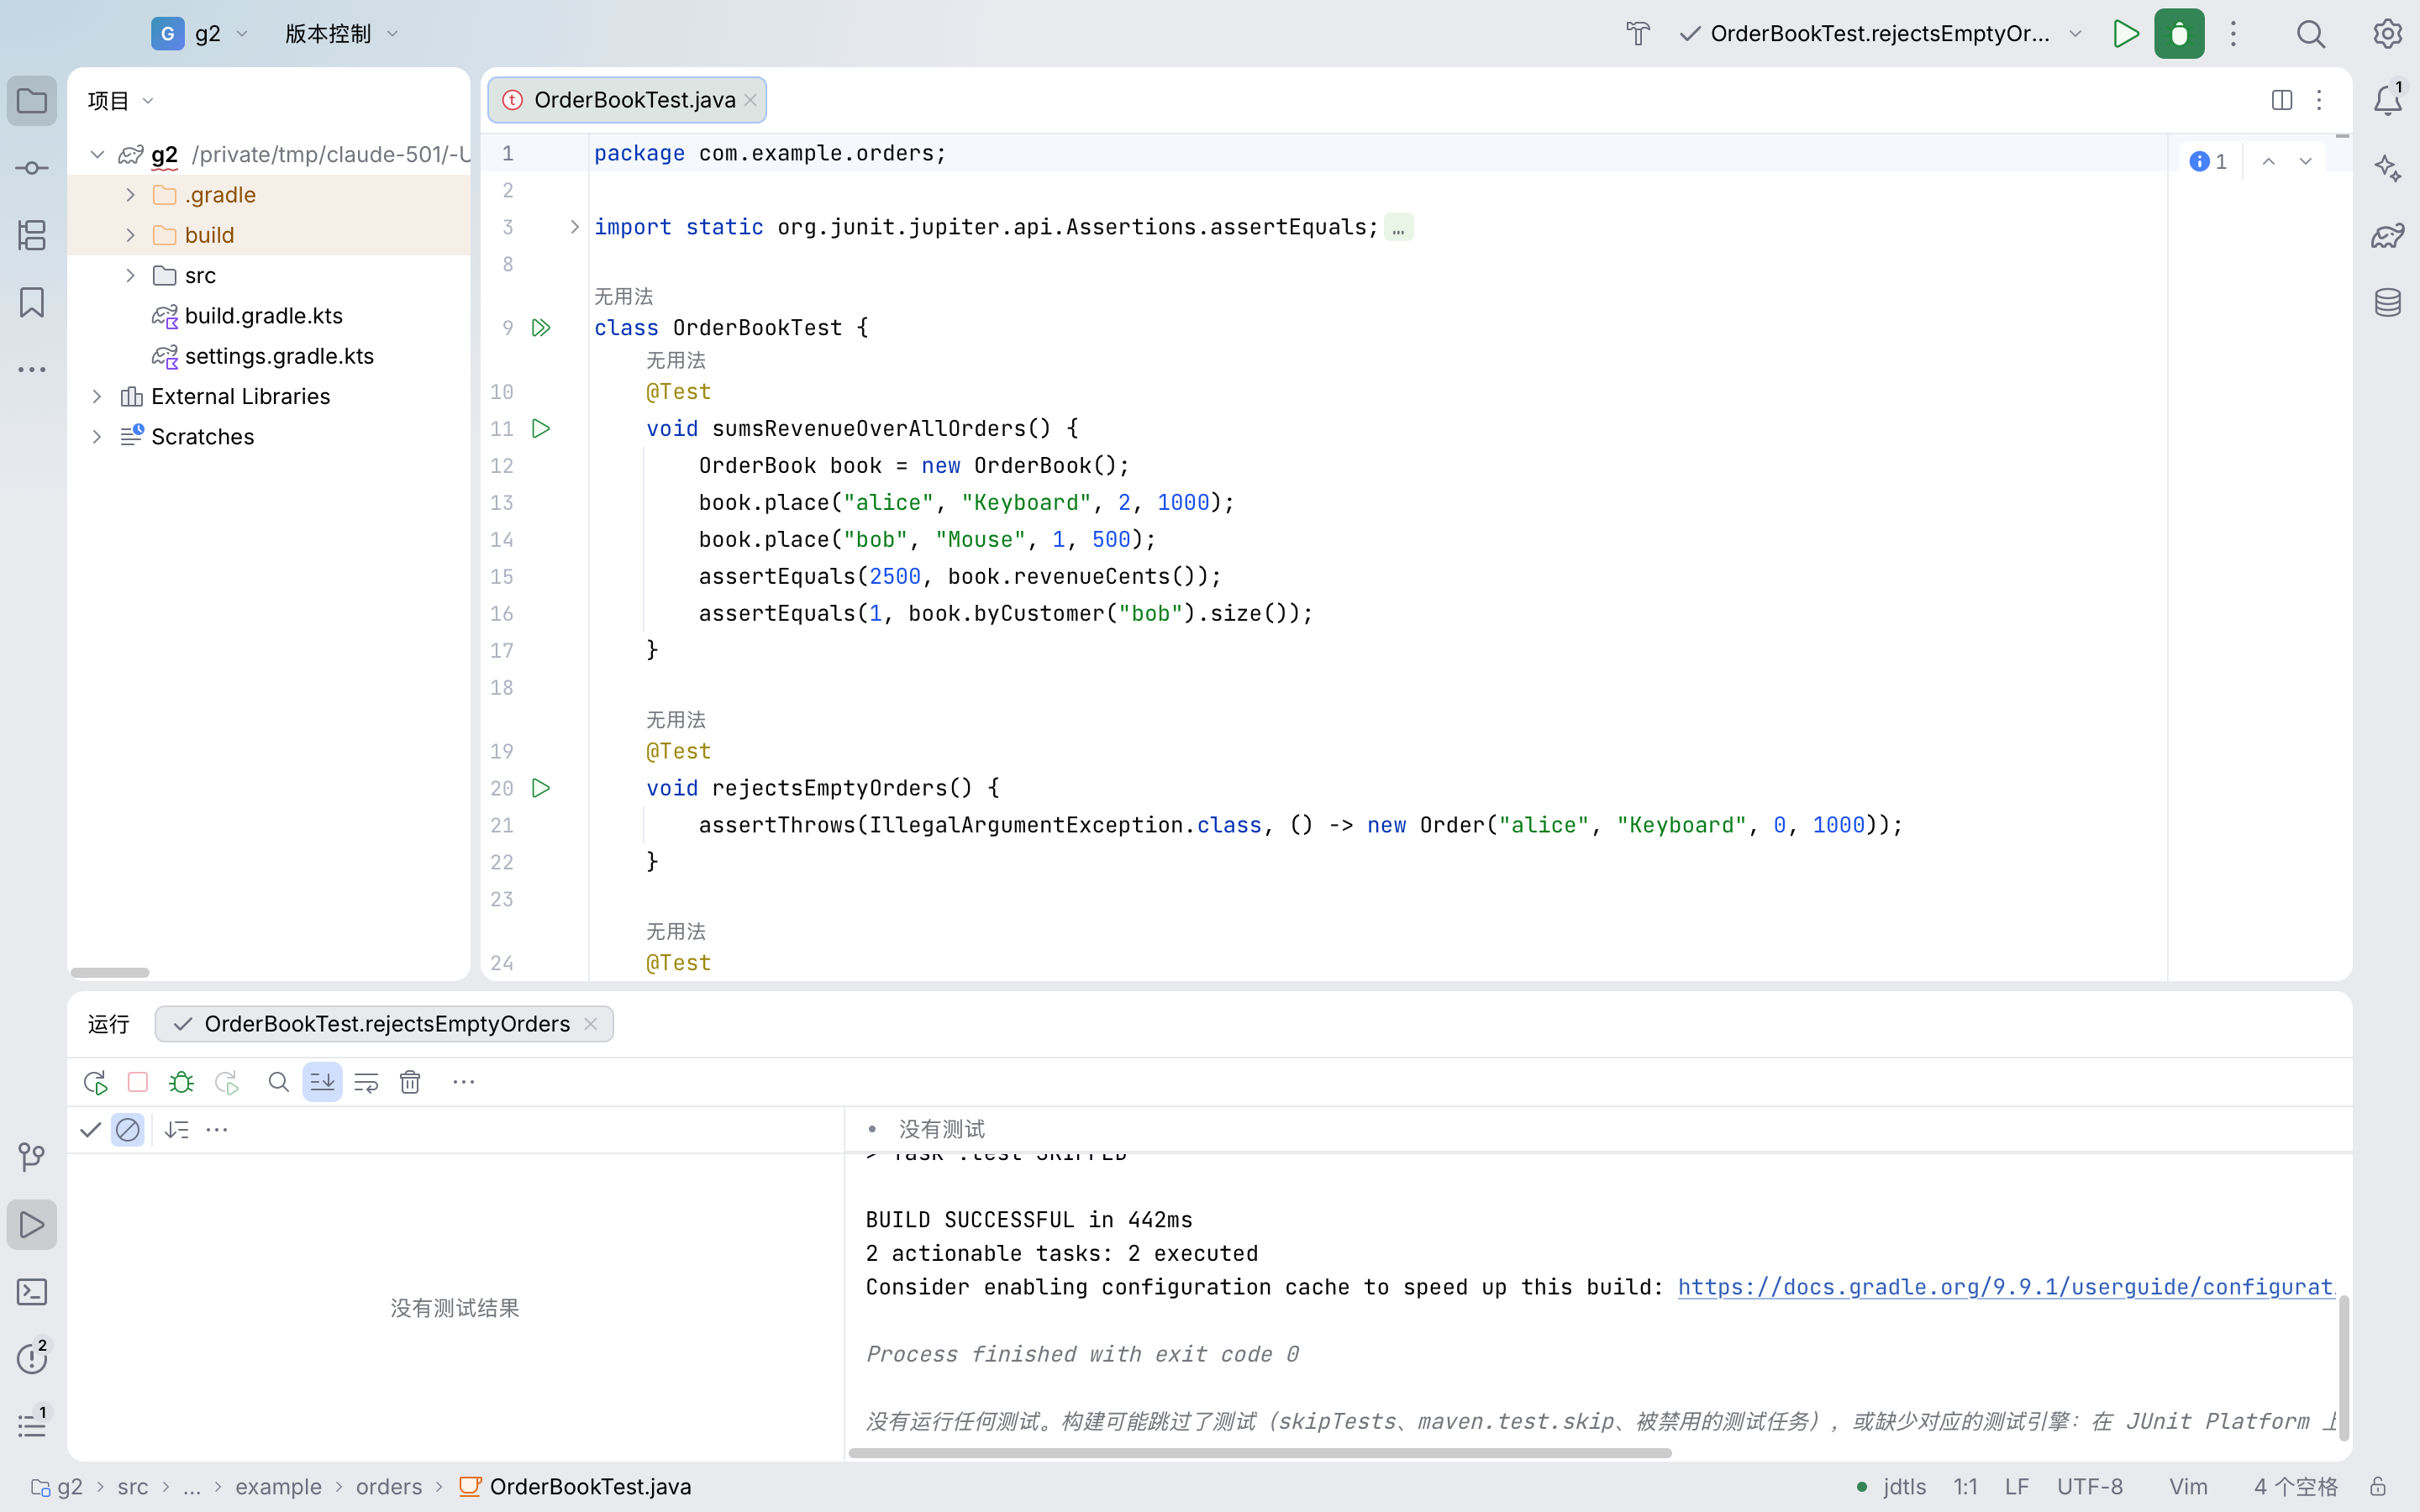 G g2 版本控制
OrderBookTest.rejectsEmptyOr...
项目
OrderBookTest.java
1
g2 /private/tmp/claude-501/-U
.gradle
build
src
build.gradle.kts
settings.gradle.kts
External Libraries
Scratches
1 package com.example.orders;
1
2
3 import static org.junit.jupiter.api.Assertions.assertEquals; ...
8
无用法
9 class OrderBookTest {
无用法
10 @Test
11 void sumsRevenueOverAllOrders() {
12 OrderBook book = new OrderBook();
13 book.place("alice", "Keyboard", 2, 1000);
14 book.place("bob", "Mouse", 1, 500);
15 assertEquals(2500, book.revenueCents());
16 assertEquals(1, book.byCustomer("bob").size());
17 }
18
无用法
19 @Test
20 void rejectsEmptyOrders() {
21 assertThrows(IllegalArgumentException.class, () -> new Order("alice", "Keyboard", 0, 1000));
22 }
23
无用法
24 @Test
运行 OrderBookTest.rejectsEmptyOrders
没有测试
> Task :test SKIPPED
BUILD SUCCESSFUL in 442ms
2 actionable tasks: 2 executed
Consider enabling configuration cache to speed up this build: https://docs.gradle.org/9.9.1/userguide/configurat
没有测试结果
Process finished with exit code 0
没有运行任何测试。构建可能跳过了测试（skipTests、maven.test.skip、被禁用的测试任务），或缺少对应的测试引擎：在 JUnit Platform 上
2
1
g2 > src > ... > example > orders > OrderBookTest.java
jdtls 1:1 LF UTF-8 Vim 4 个空格